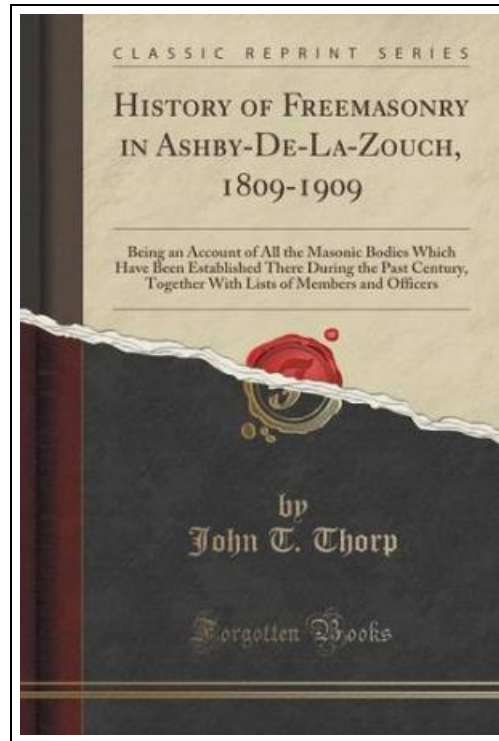 CLASSIC REPRINT SERIES
HISTORY OF FREEMASONRY
IN ASHBY-DE-LA-ZOUCH,
1809-1909
Being an Account of All the Masonic Bodies Which
Have Been Established There During the Past Century,
Together With Lists of Members and Officers
by
John T. Thorp
Forgotten Books